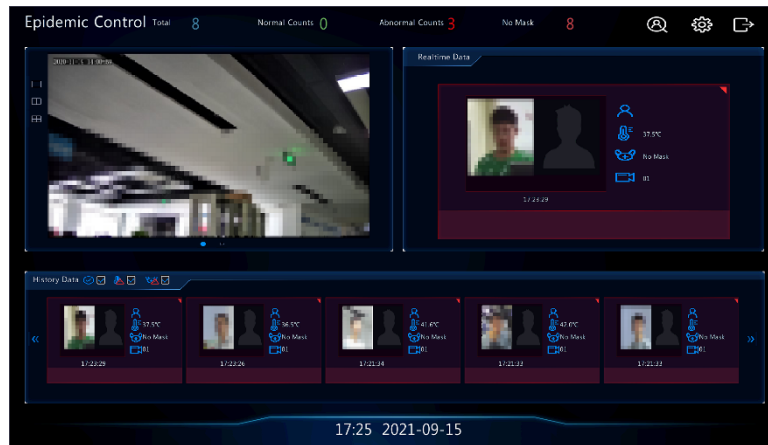 Epidemic Control Total 8 Normal Counts 0 Abnormal Counts 3 No Mask 8
Realtime Data
37.5℃
No Mask
01
17:23:29
History Data
37.5℃
No Mask
01
17:23:29
36.5℃
No Mask
01
17:23:26
41.6℃
No Mask
01
17:21:34
42.0℃
No Mask
01
17:21:33
No Mask
01
17:21:33
17:25 2021-09-15